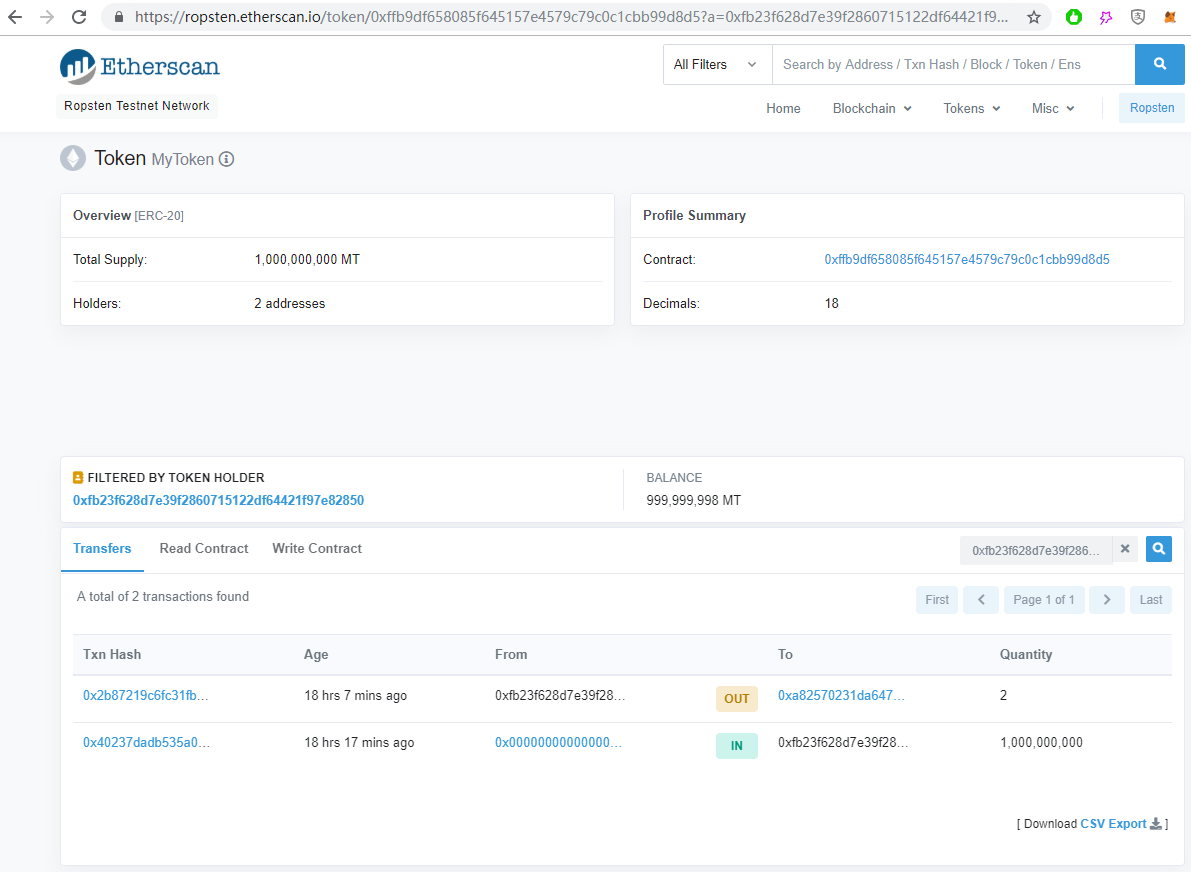 https://ropsten.etherscan.io/token/0xffb9df658085f645157e4579c79c0c1cbb99d8d5?a=0xfb23f628d7e39f2860715122df64421f9...
Etherscan
All Filters
Search by Address / Txn Hash / Block / Token / Ens
Ropsten Testnet Network
Home Blockchain Tokens Misc Ropsten
Token MyToken
Overview [ERC-20]
Total Supply: 1,000,000,000 MT
Holders: 2 addresses
Profile Summary
Contract: 0xffb9df658085f645157e4579c79c0c1cbb99d8d5
Decimals: 18
FILTERED BY TOKEN HOLDER
0xfb23f628d7e39f2860715122df64421f97e82850
BALANCE
999,999,998 MT
Transfers Read Contract Write Contract
0xfb23f628d7e39f286...
A total of 2 transactions found
First Page 1 of 1 Last
Txn Hash Age From To Quantity
0x2b87219c6fc31fb... 18 hrs 7 mins ago 0xfb23f628d7e39f28... OUT 0xa82570231da647... 2
0x40237dadb535a0... 18 hrs 17 mins ago 0x00000000000000... IN 0xfb23f628d7e39f28... 1,000,000,000
[ Download CSV Export ]